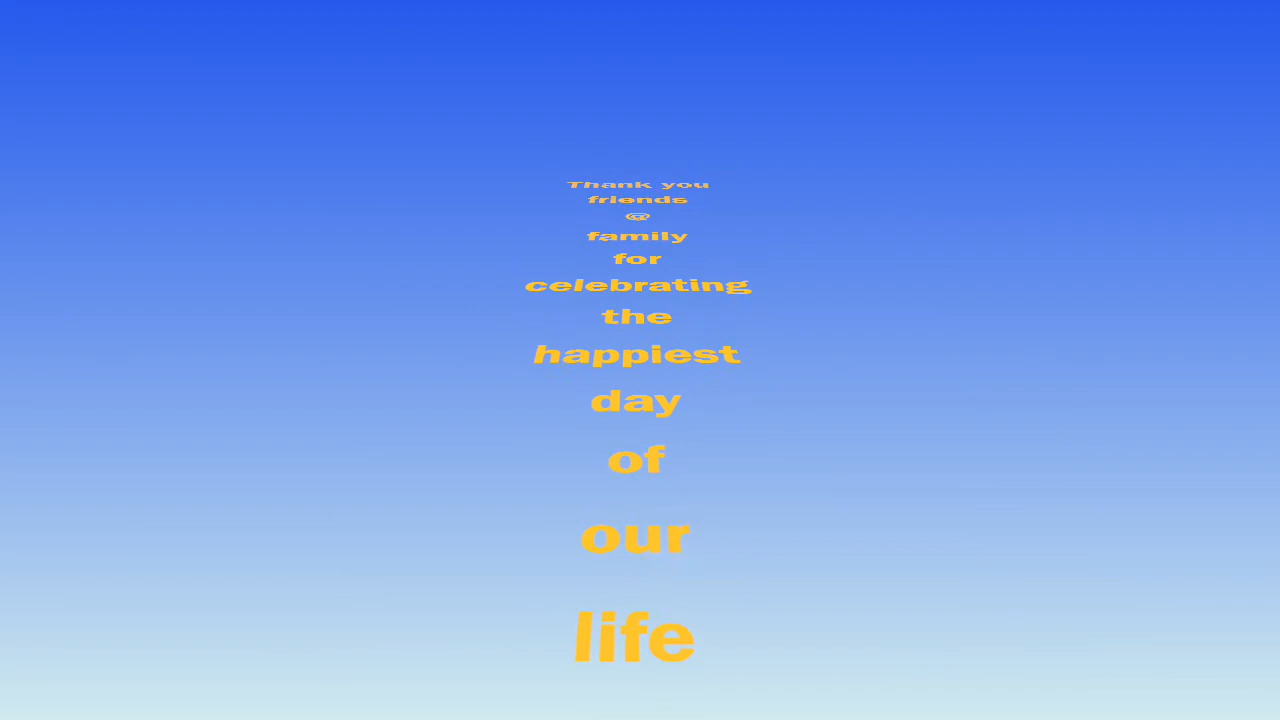 Thank you
friends
@
family
for
celebrating
the
happiest
day
of
our
life